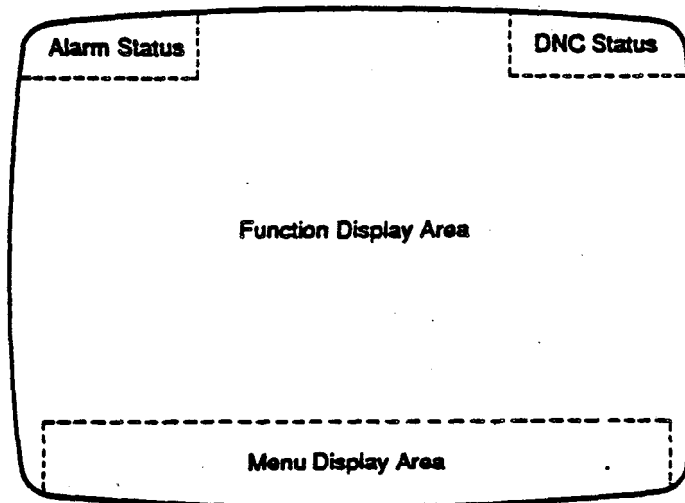 Alarm Status
DNC Status
Function Display Area
Menu Display Area